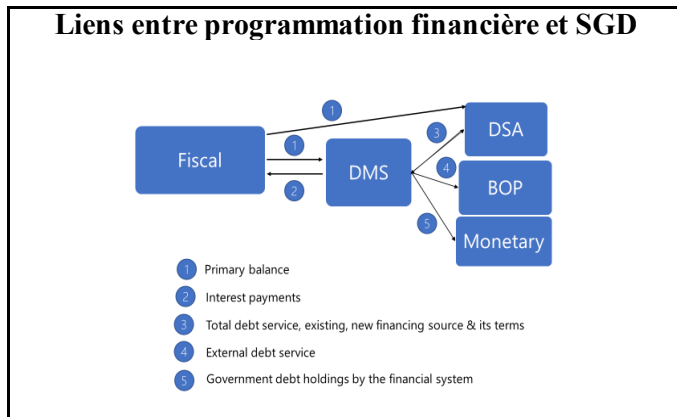 Liens entre programmation financière et SGD
1
DSA
3
1
Fiscal
DMS
4
BOP
2
5
Monetary
1 Primary balance
2 Interest payments
3 Total debt service, existing, new financing source & its terms
4 External debt service
5 Government debt holdings by the financial system